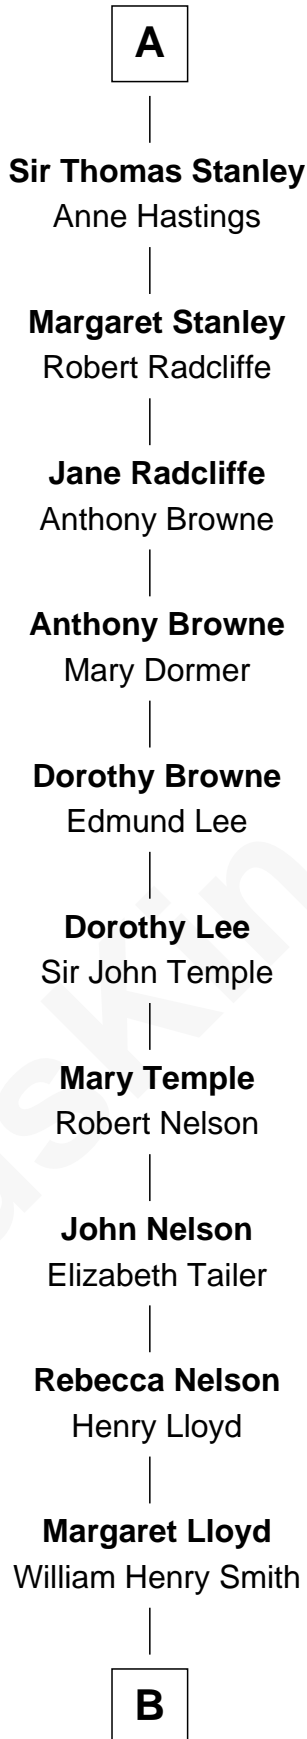 A
Sir Thomas Stanley
Anne Hastings
Margaret Stanley
Robert Radcliffe
Jane Radcliffe
Anthony Browne
Anthony Browne
Mary Dormer
Dorothy Browne
Edmund Lee
Dorothy Lee
Sir John Temple
Mary Temple
Robert Nelson
John Nelson
Elizabeth Tailer
Rebecca Nelson
Henry Lloyd
Margaret Lloyd
William Henry Smith
B